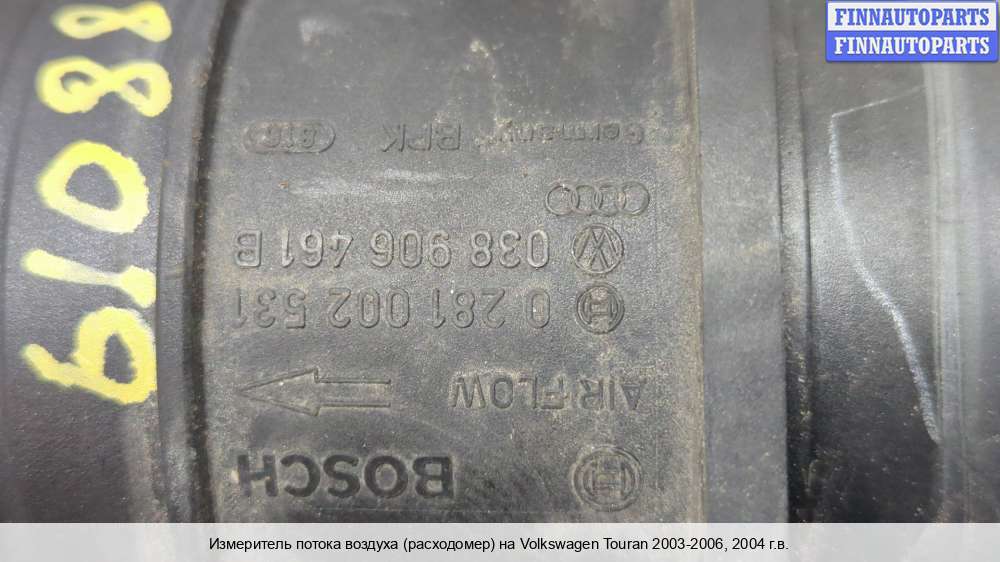 FINNAUTOPARTS
FINNAUTOPARTS
88019
BOSCH
AIR FLOW
0 281 002 531
038 906 461 B
Germany BPK
Измеритель потока воздуха (расходомер) на Volkswagen Touran 2003-2006, 2004 г.в.